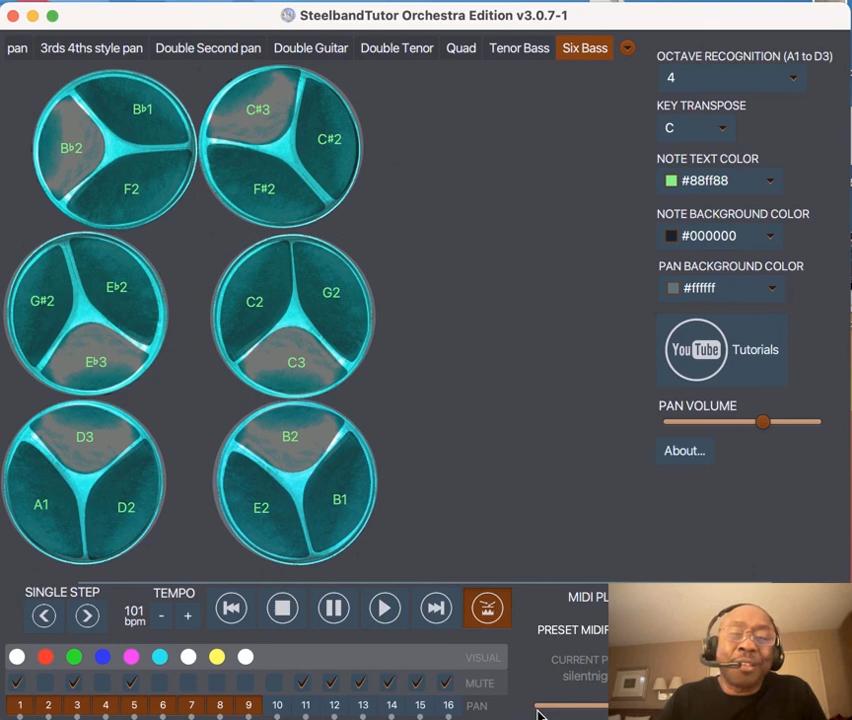 SteelbandTutor Orchestra Edition v3.0.7-1
pan 3rds 4ths style pan Double Second pan Double Guitar Double Tenor Quad Tenor Bass Six Bass
OCTAVE RECOGNITION (A1 to D3)
4
KEY TRANSPOSE
C
NOTE TEXT COLOR
#88ff88
NOTE BACKGROUND COLOR
#000000
PAN BACKGROUND COLOR
#ffffff
You Tube Tutorials
PAN VOLUME
About...
B♭1
B♭2
F2
C#3
C#2
F#2
G#2
E♭2
E♭3
C2
G2
C3
D3
A1
D2
B2
E2
B1
SINGLE STEP
TEMPO
101
bpm
- +
MIDI PL
PRESET MIDIF
CURRENT P
silentnig
VISUAL
MUTE
1 2 3 4 5 6 7 8 9 10 11 12 13 14 15 16 PAN